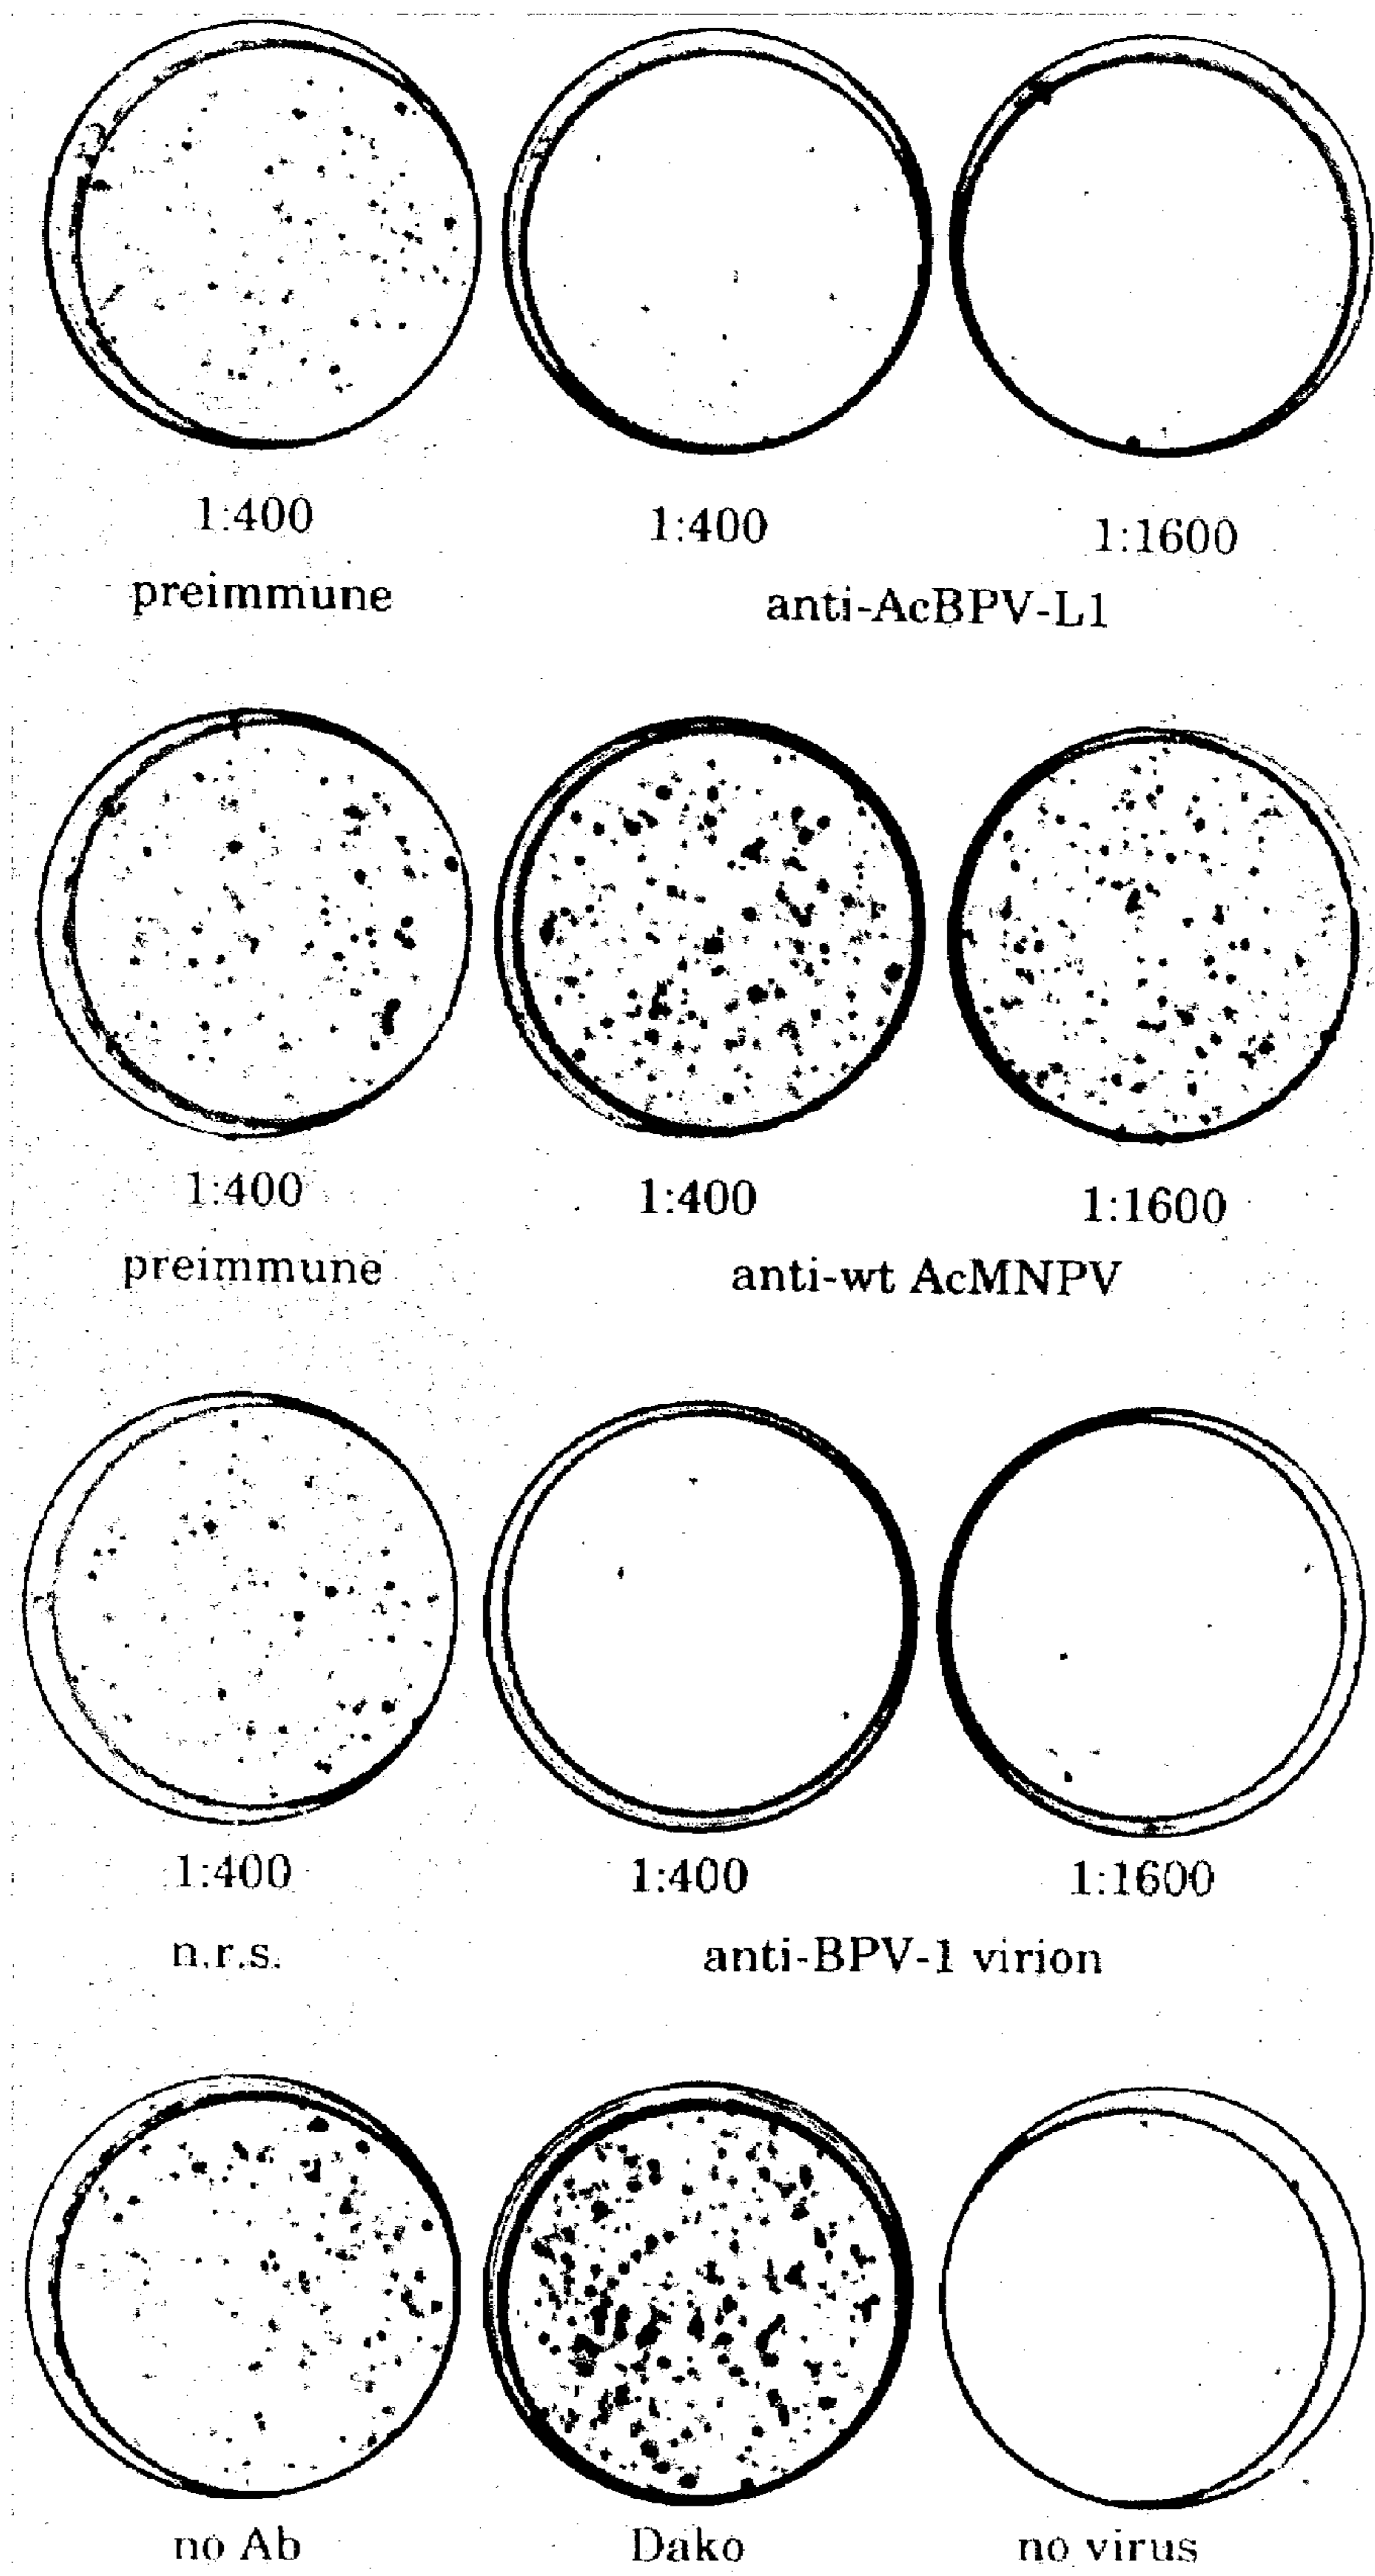 1:400 1:400 1:1600
preimmune anti-AcBPV-L1
1:400 1:400 1:1600
preimmune anti-wt AcMNPV
1:400 1:400 1:1600
n.r.s. anti-BPV-1 virion
no Ab Dako no virus